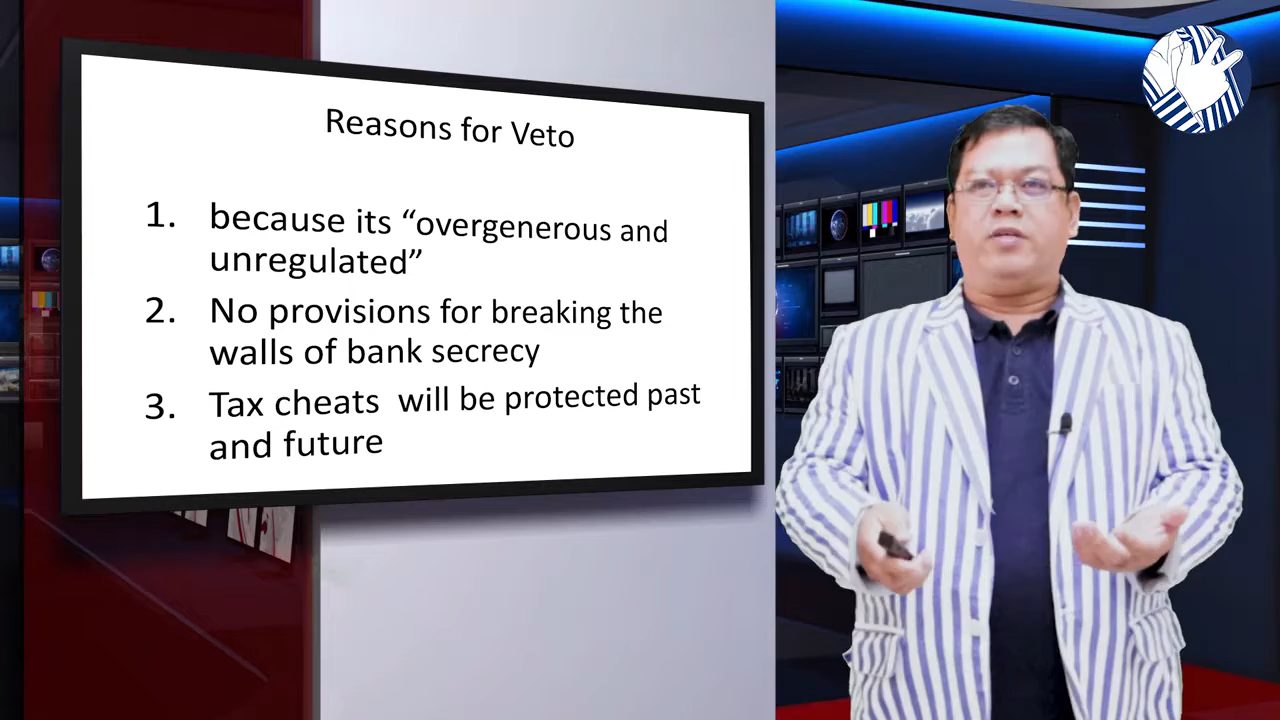 Reasons for Veto
1. because its “overgenerous and
unregulated”
2. No provisions for breaking the
walls of bank secrecy
3. Tax cheats will be protected past
and future